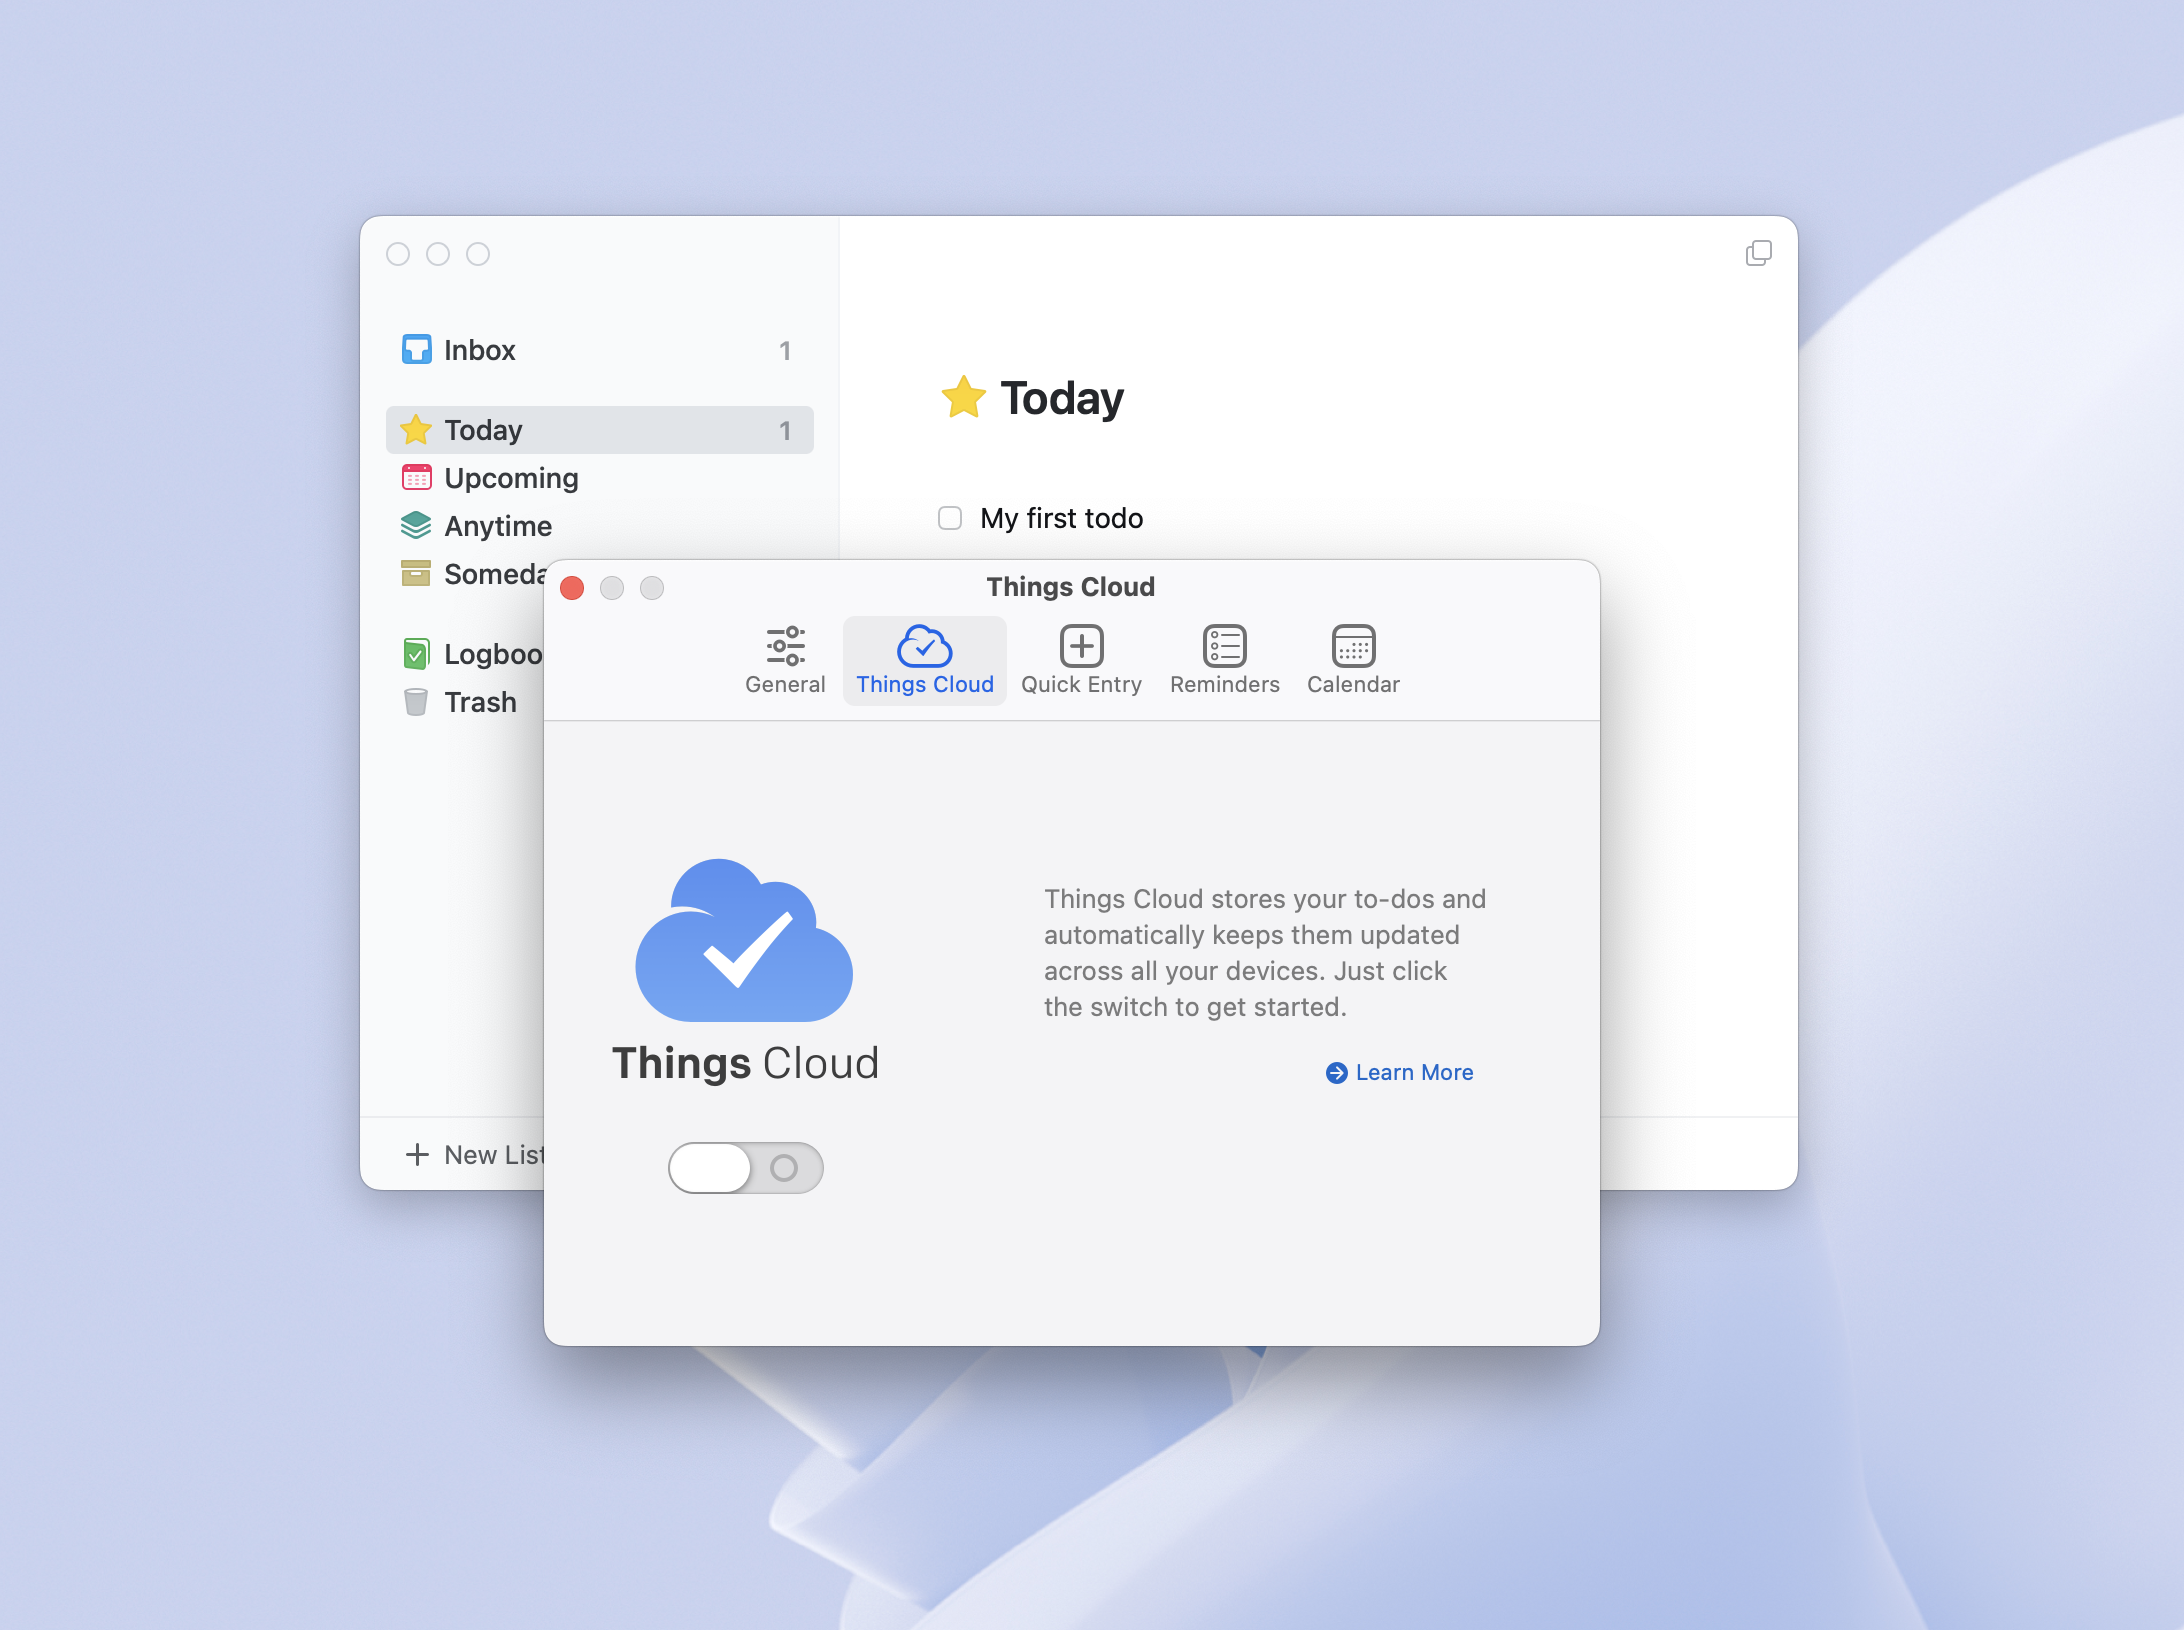 Inbox 1
Today 1
Upcoming
Anytime
Someda
Logboo
Trash
New List
Today
My first todo
Things Cloud
General
Things Cloud
Quick Entry
Reminders
Calendar
Things Cloud
Things Cloud stores your to-dos and
automatically keeps them updated
across all your devices. Just click
the switch to get started.
Learn More